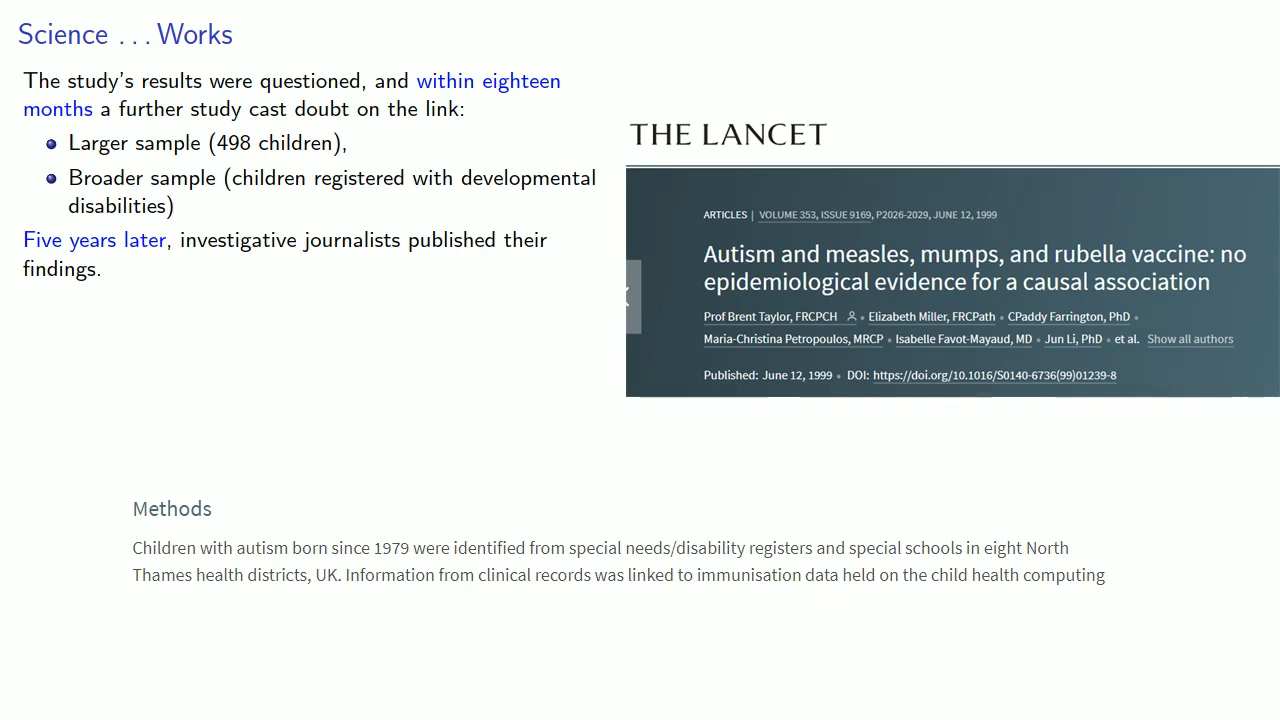 Science ... Works
The study's results were questioned, and within eighteen
months a further study cast doubt on the link:
Larger sample (498 children),
Broader sample (children registered with developmental
disabilities)
Five years later, investigative journalists published their
findings.
THE LANCET
ARTICLES | VOLUME 353, ISSUE 9169, P2026-2029, JUNE 12, 1999
Autism and measles, mumps, and rubella vaccine: no
epidemiological evidence for a causal association
Prof Brent Taylor, FRCPCH • Elizabeth Miller, FRCPath • CPaddy Farrington, PhD •
Maria-Christina Petropoulos, MRCP • Isabelle Favot-Mayaud, MD • Jun Li, PhD • et al. Show all authors
Published: June 12, 1999 • DOI: https://doi.org/10.1016/S0140-6736(99)01239-8
Methods
Children with autism born since 1979 were identified from special needs/disability registers and special schools in eight North
Thames health districts, UK. Information from clinical records was linked to immunisation data held on the child health computing